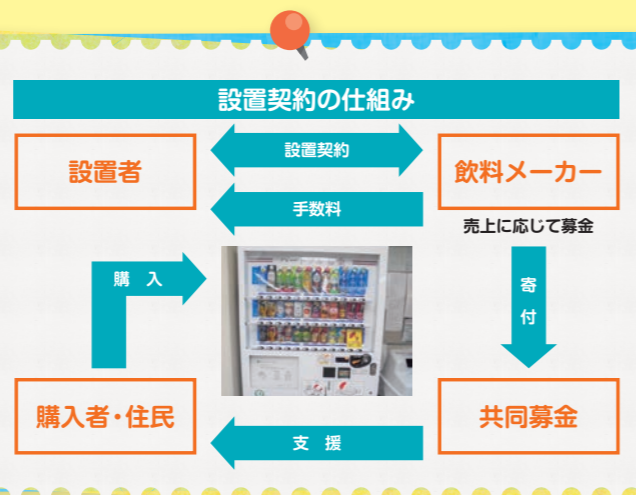 設置契約の仕組み
設置者
設置契約
飲料メーカー
手数料
売上に応じて募金
購入
寄付
購入者・住民
支援
共同募金